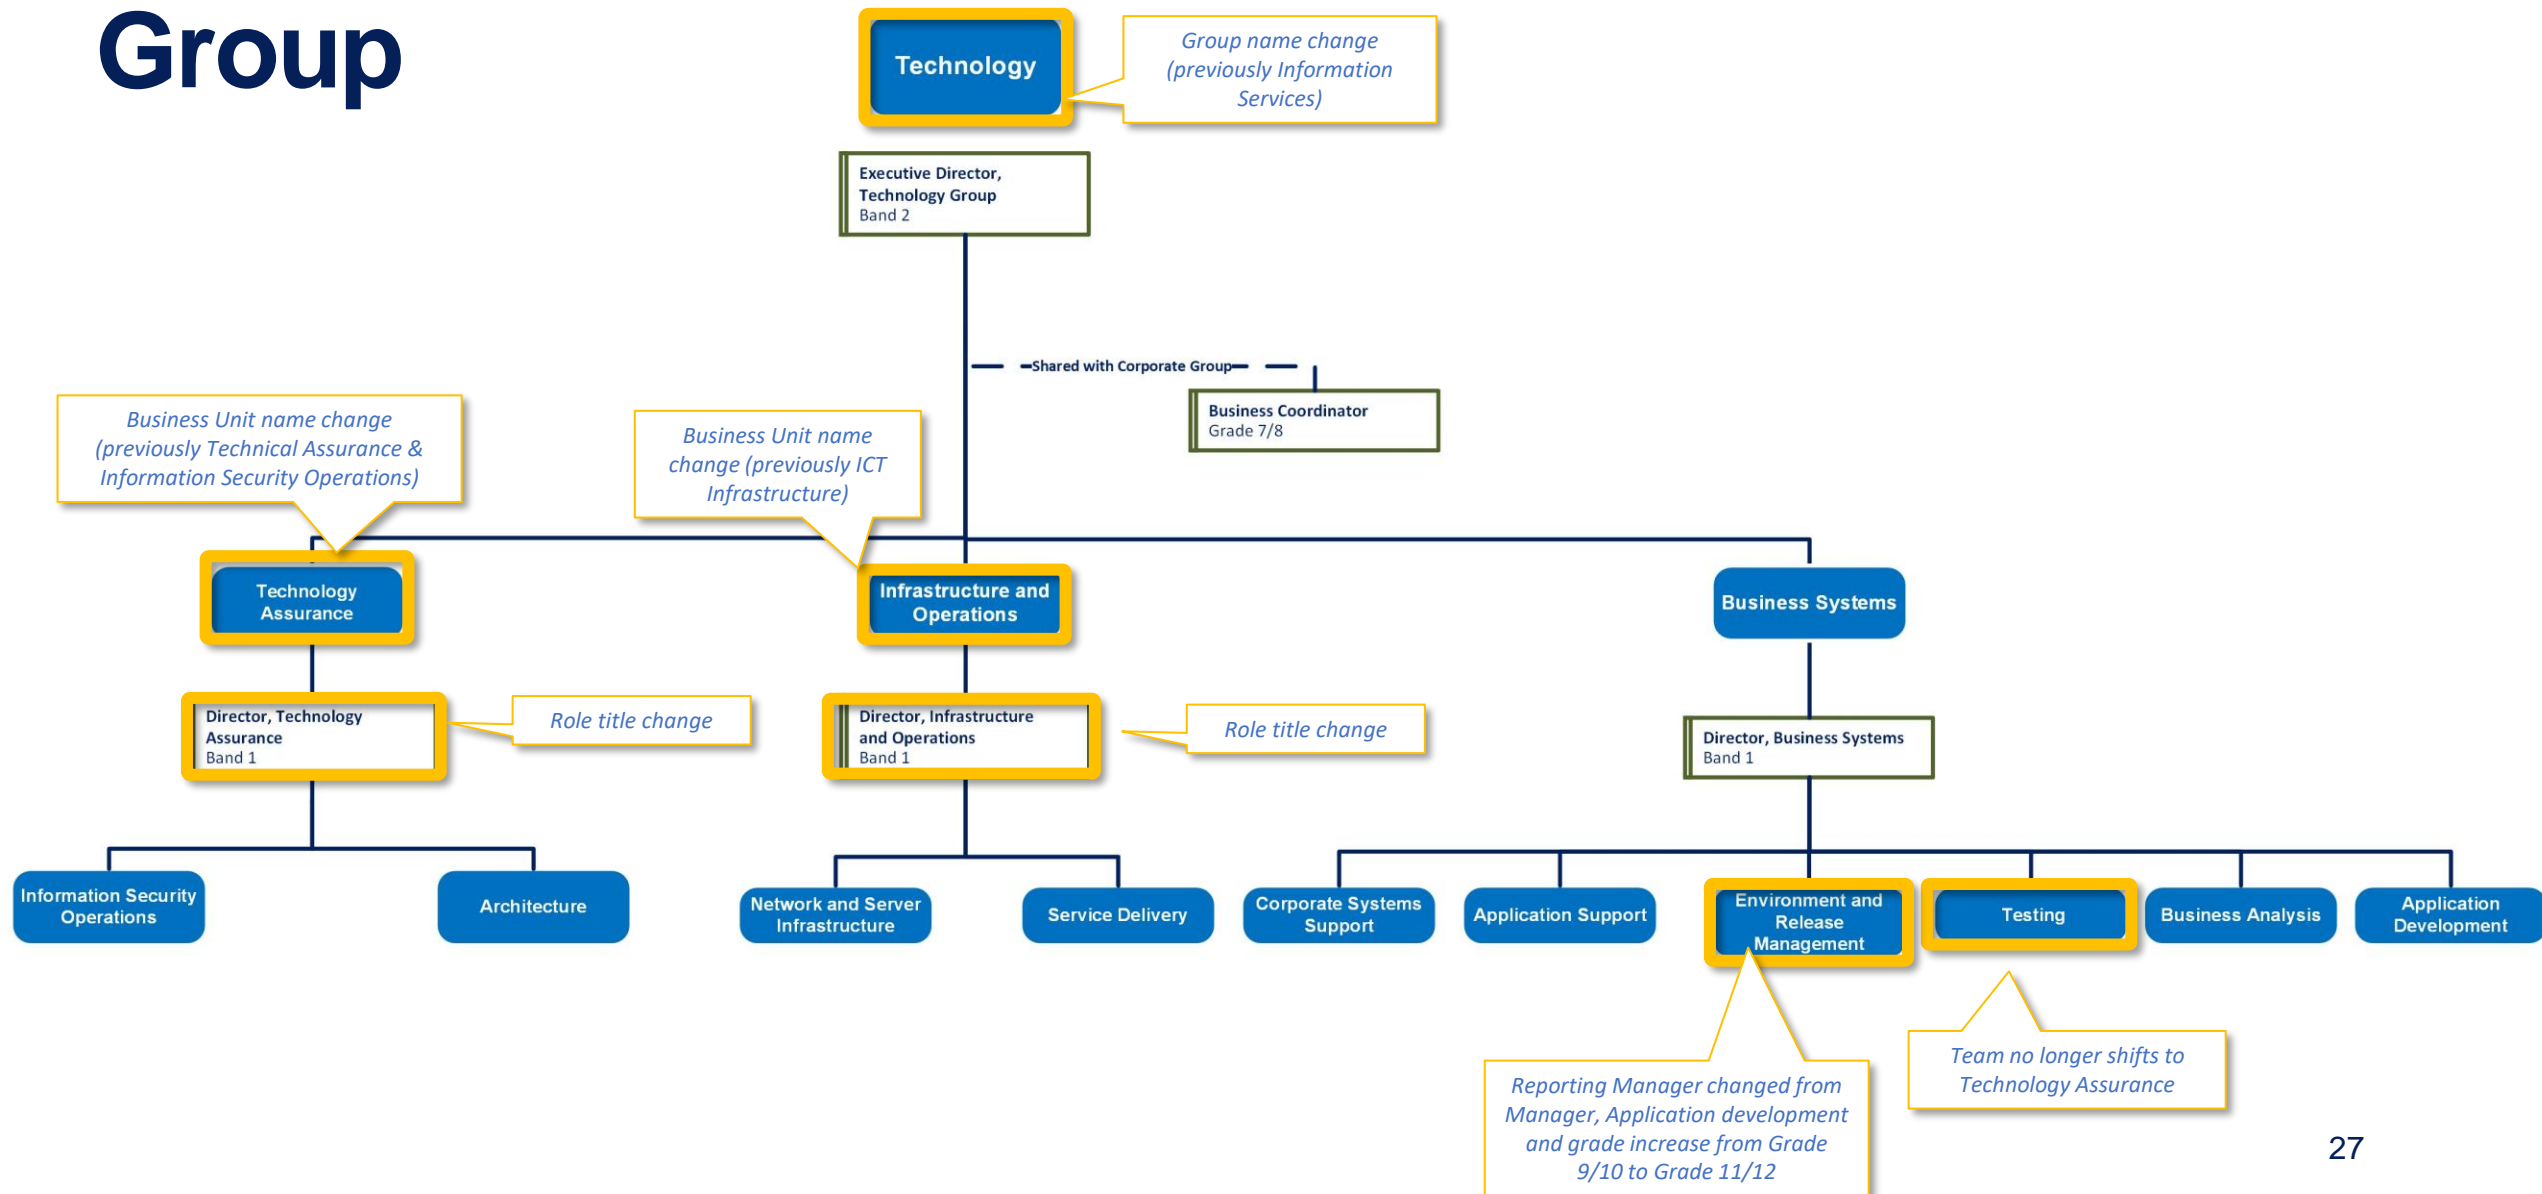 Group
Technology
Group name change
(previously Information
Services)
Executive Director,
Technology Group
Band 2
Shared with Corporate Group
Business Coordinator
Grade 7/8
Business Unit name change
(previously Technical Assurance &
Information Security Operations)
Business Unit name
change (previously ICT
Infrastructure)
Technology
Assurance
Infrastructure and
Operations
Business Systems
Director, Technology
Assurance
Band 1
Role title change
Director, Infrastructure
and Operations
Band 1
Role title change
Director, Business Systems
Band 1
Information Security
Operations
Architecture
Network and Server
Infrastructure
Service Delivery
Corporate Systems
Support
Application Support
Environment and
Release
Management
Testing
Business Analysis
Application
Development
Reporting Manager changed from
Manager, Application development
and grade increase from Grade
9/10 to Grade 11/12
Team no longer shifts to
Technology Assurance
27